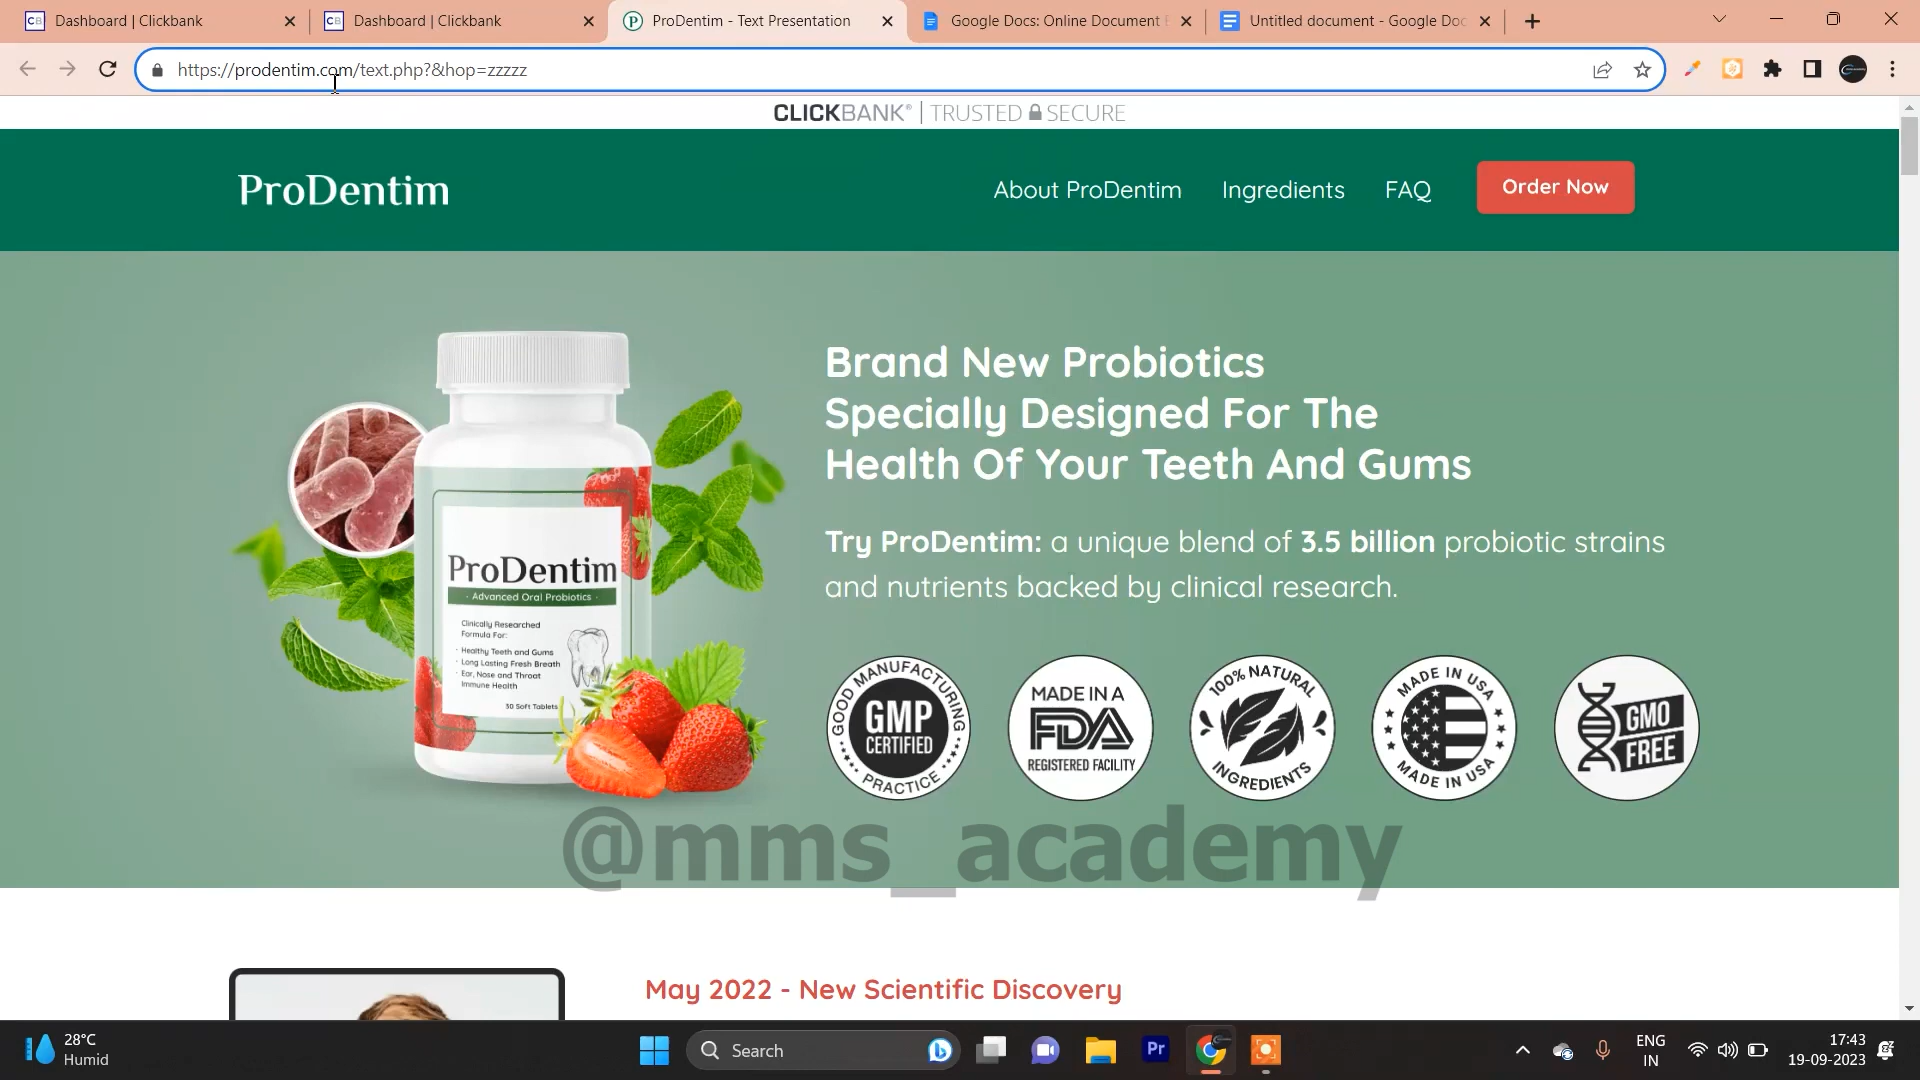 Dashboard | Clickbank
Dashboard | Clickbank
ProDentim - Text Presentation
Google Docs: Online Document E
Untitled document - Google Doc
https://prodentim.com/text.php?&hop=zzzzz
CLICKBANK® | TRUSTED SECURE
ProDentim
About ProDentim
Ingredients
FAQ
Order Now
Brand New Probiotics
Specially Designed For The
Health Of Your Teeth And Gums
Try ProDentim: a unique blend of 3.5 billion probiotic strains
and nutrients backed by clinical research.
ProDentim
· Advanced Oral Probiotics ·
Clinically Researched
Formula For:
· Healthy Teeth and Gums
· Long Lasting Fresh Breath
· Ear, Nose and Throat
Immune Health
30 Soft Tablets
GOOD MANUFACTURING
GMP
CERTIFIED
PRACTICE
MADE IN A
FDA
REGISTERED FACILITY
100% NATURAL
INGREDIENTS
MADE IN USA
MADE IN USA
GMO
FREE
@mms_academy
May 2022 - New Scientific Discovery
28°C
Humid
Search
Pr
ENG
IN
17:43
19-09-2023